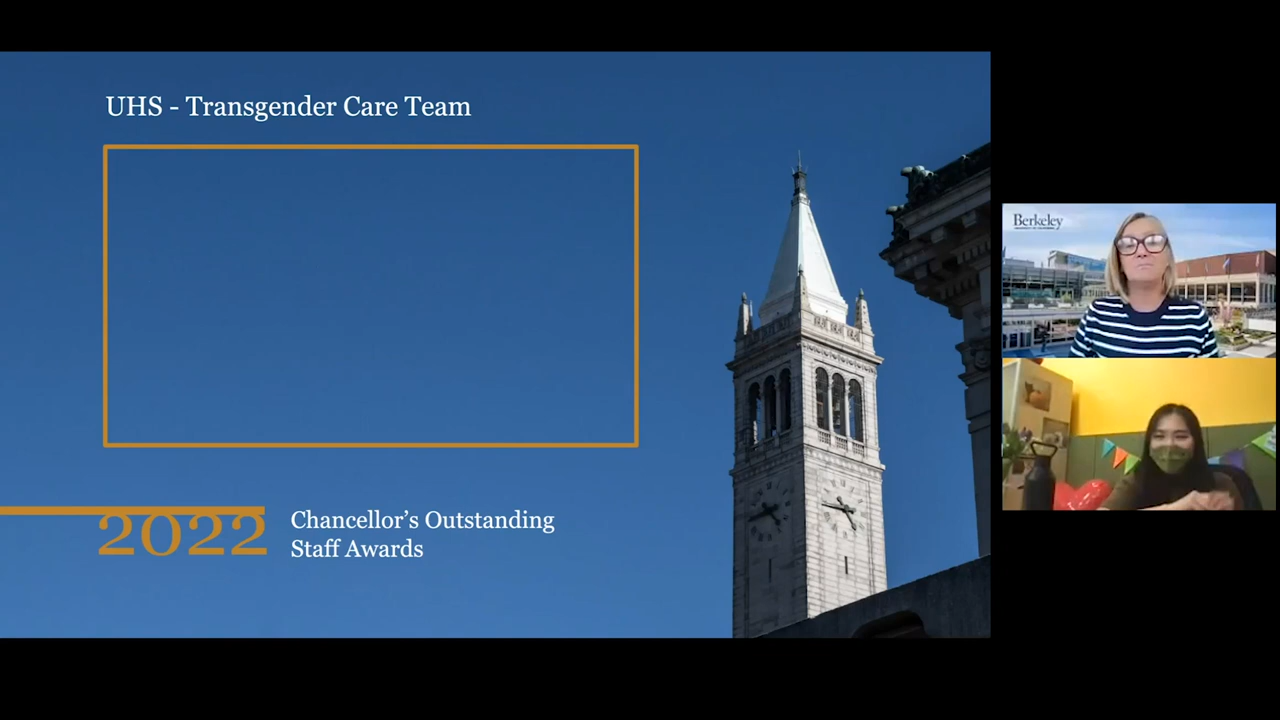 UHS - Transgender Care Team
2022
Chancellor's Outstanding
Staff Awards
Berkeley